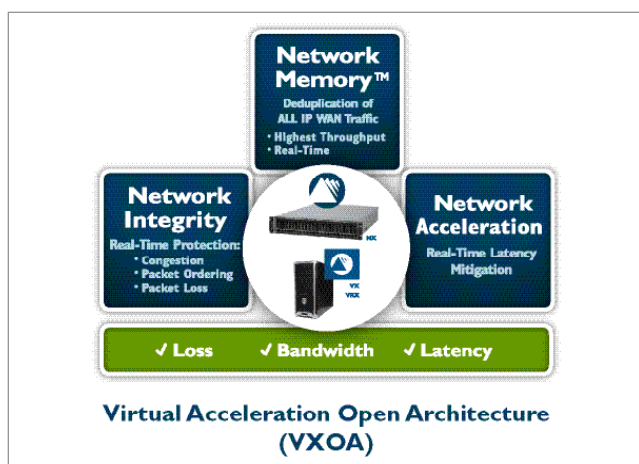 Network
Memory™
Deduplication of
ALL IP WAN Traffic
• Highest Throughput
• Real-Time
Network
Integrity
Real-Time Protection:
• Congestion
• Packet Ordering
• Packet Loss
NX
VX
VRX
Network
Acceleration
Real-Time Latency
Mitigation
✓ Loss ✓ Bandwidth ✓ Latency
Virtual Acceleration Open Architecture
(VXOA)